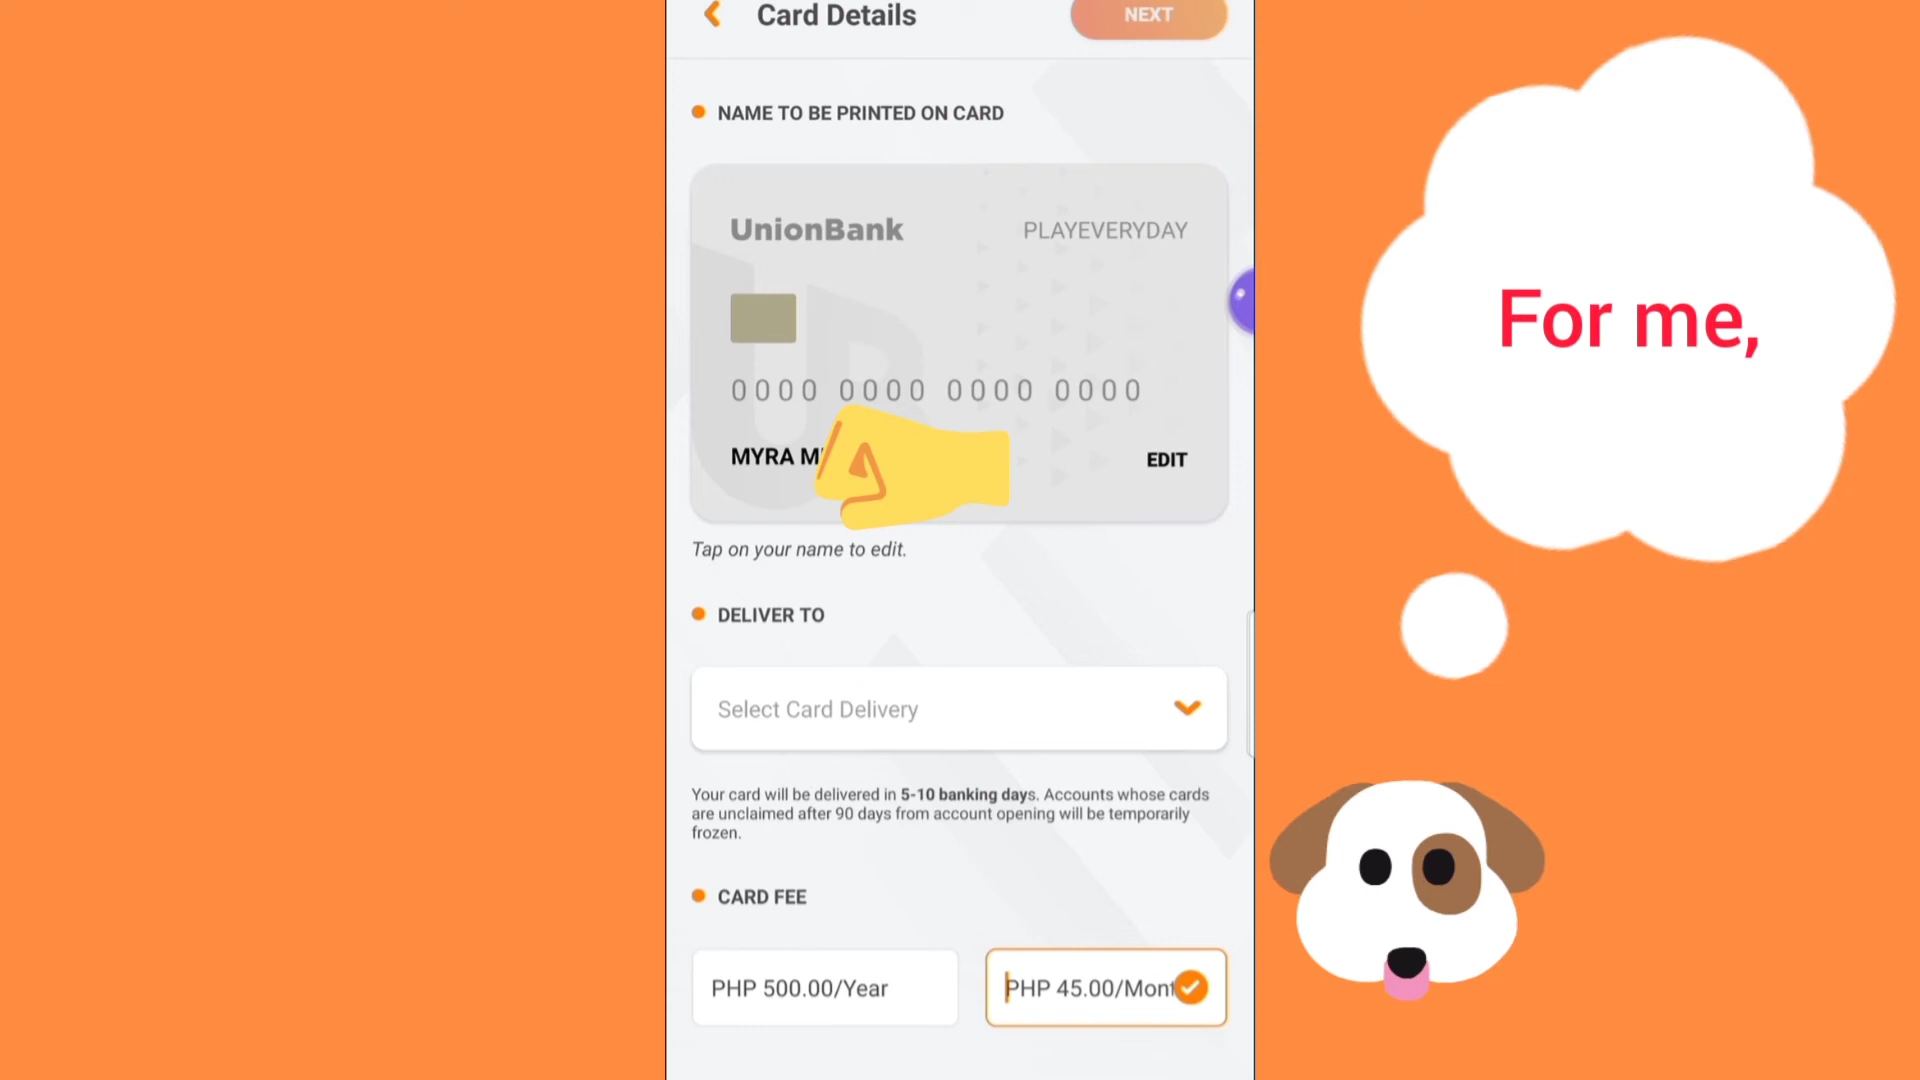 Card Details
NEXT
NAME TO BE PRINTED ON CARD
UnionBank
PLAYEVERYDAY
0000 0000 0000 0000
MYRA
EDIT
Tap on your name to edit.
DELIVER TO
Select Card Delivery
Your card will be delivered in 5-10 banking days. Accounts whose cards
are unclaimed after 90 days from account opening will be temporarily
frozen.
CARD FEE
PHP 500.00/Year
PHP 45.00/Mont
For me,